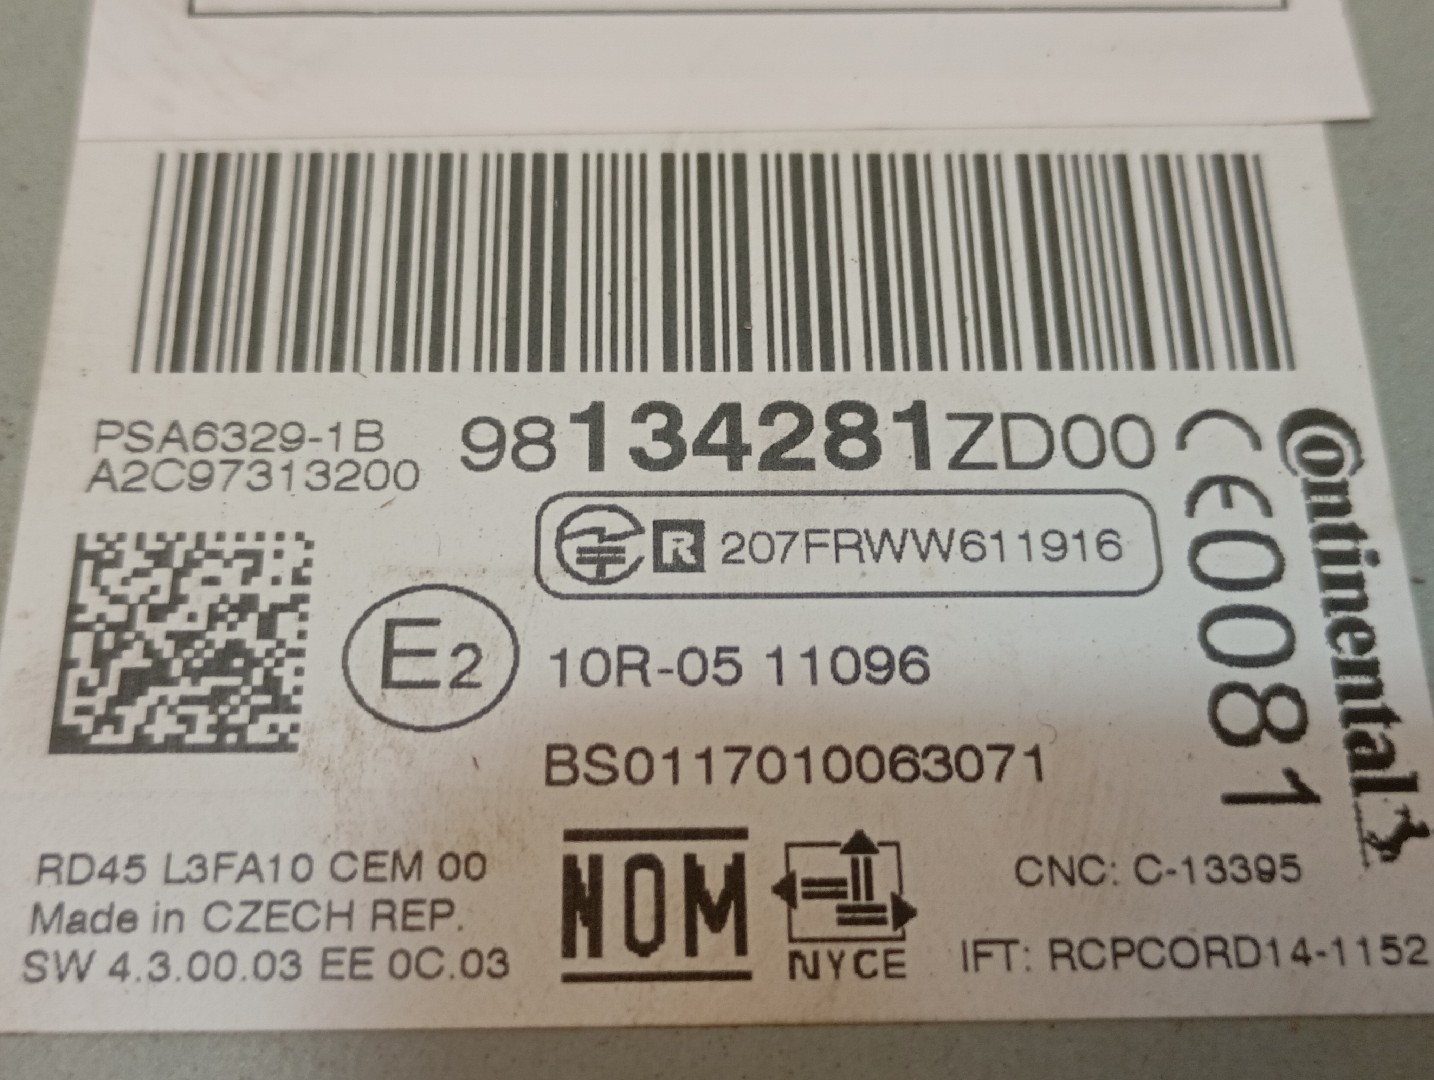 PSA6329-1B
A2C97313200
98134281ZD00
R 207FRWW611916
E2
10R-05 11096
BS0117010063071
CE0081
Continental
RD45 L3FA10 CEM 00
Made in CZECH REP.
SW 4.3.00.03 EE 0C.03
NOM
NYCE
CNC: C-13395
IFT: RCPCORD14-1152